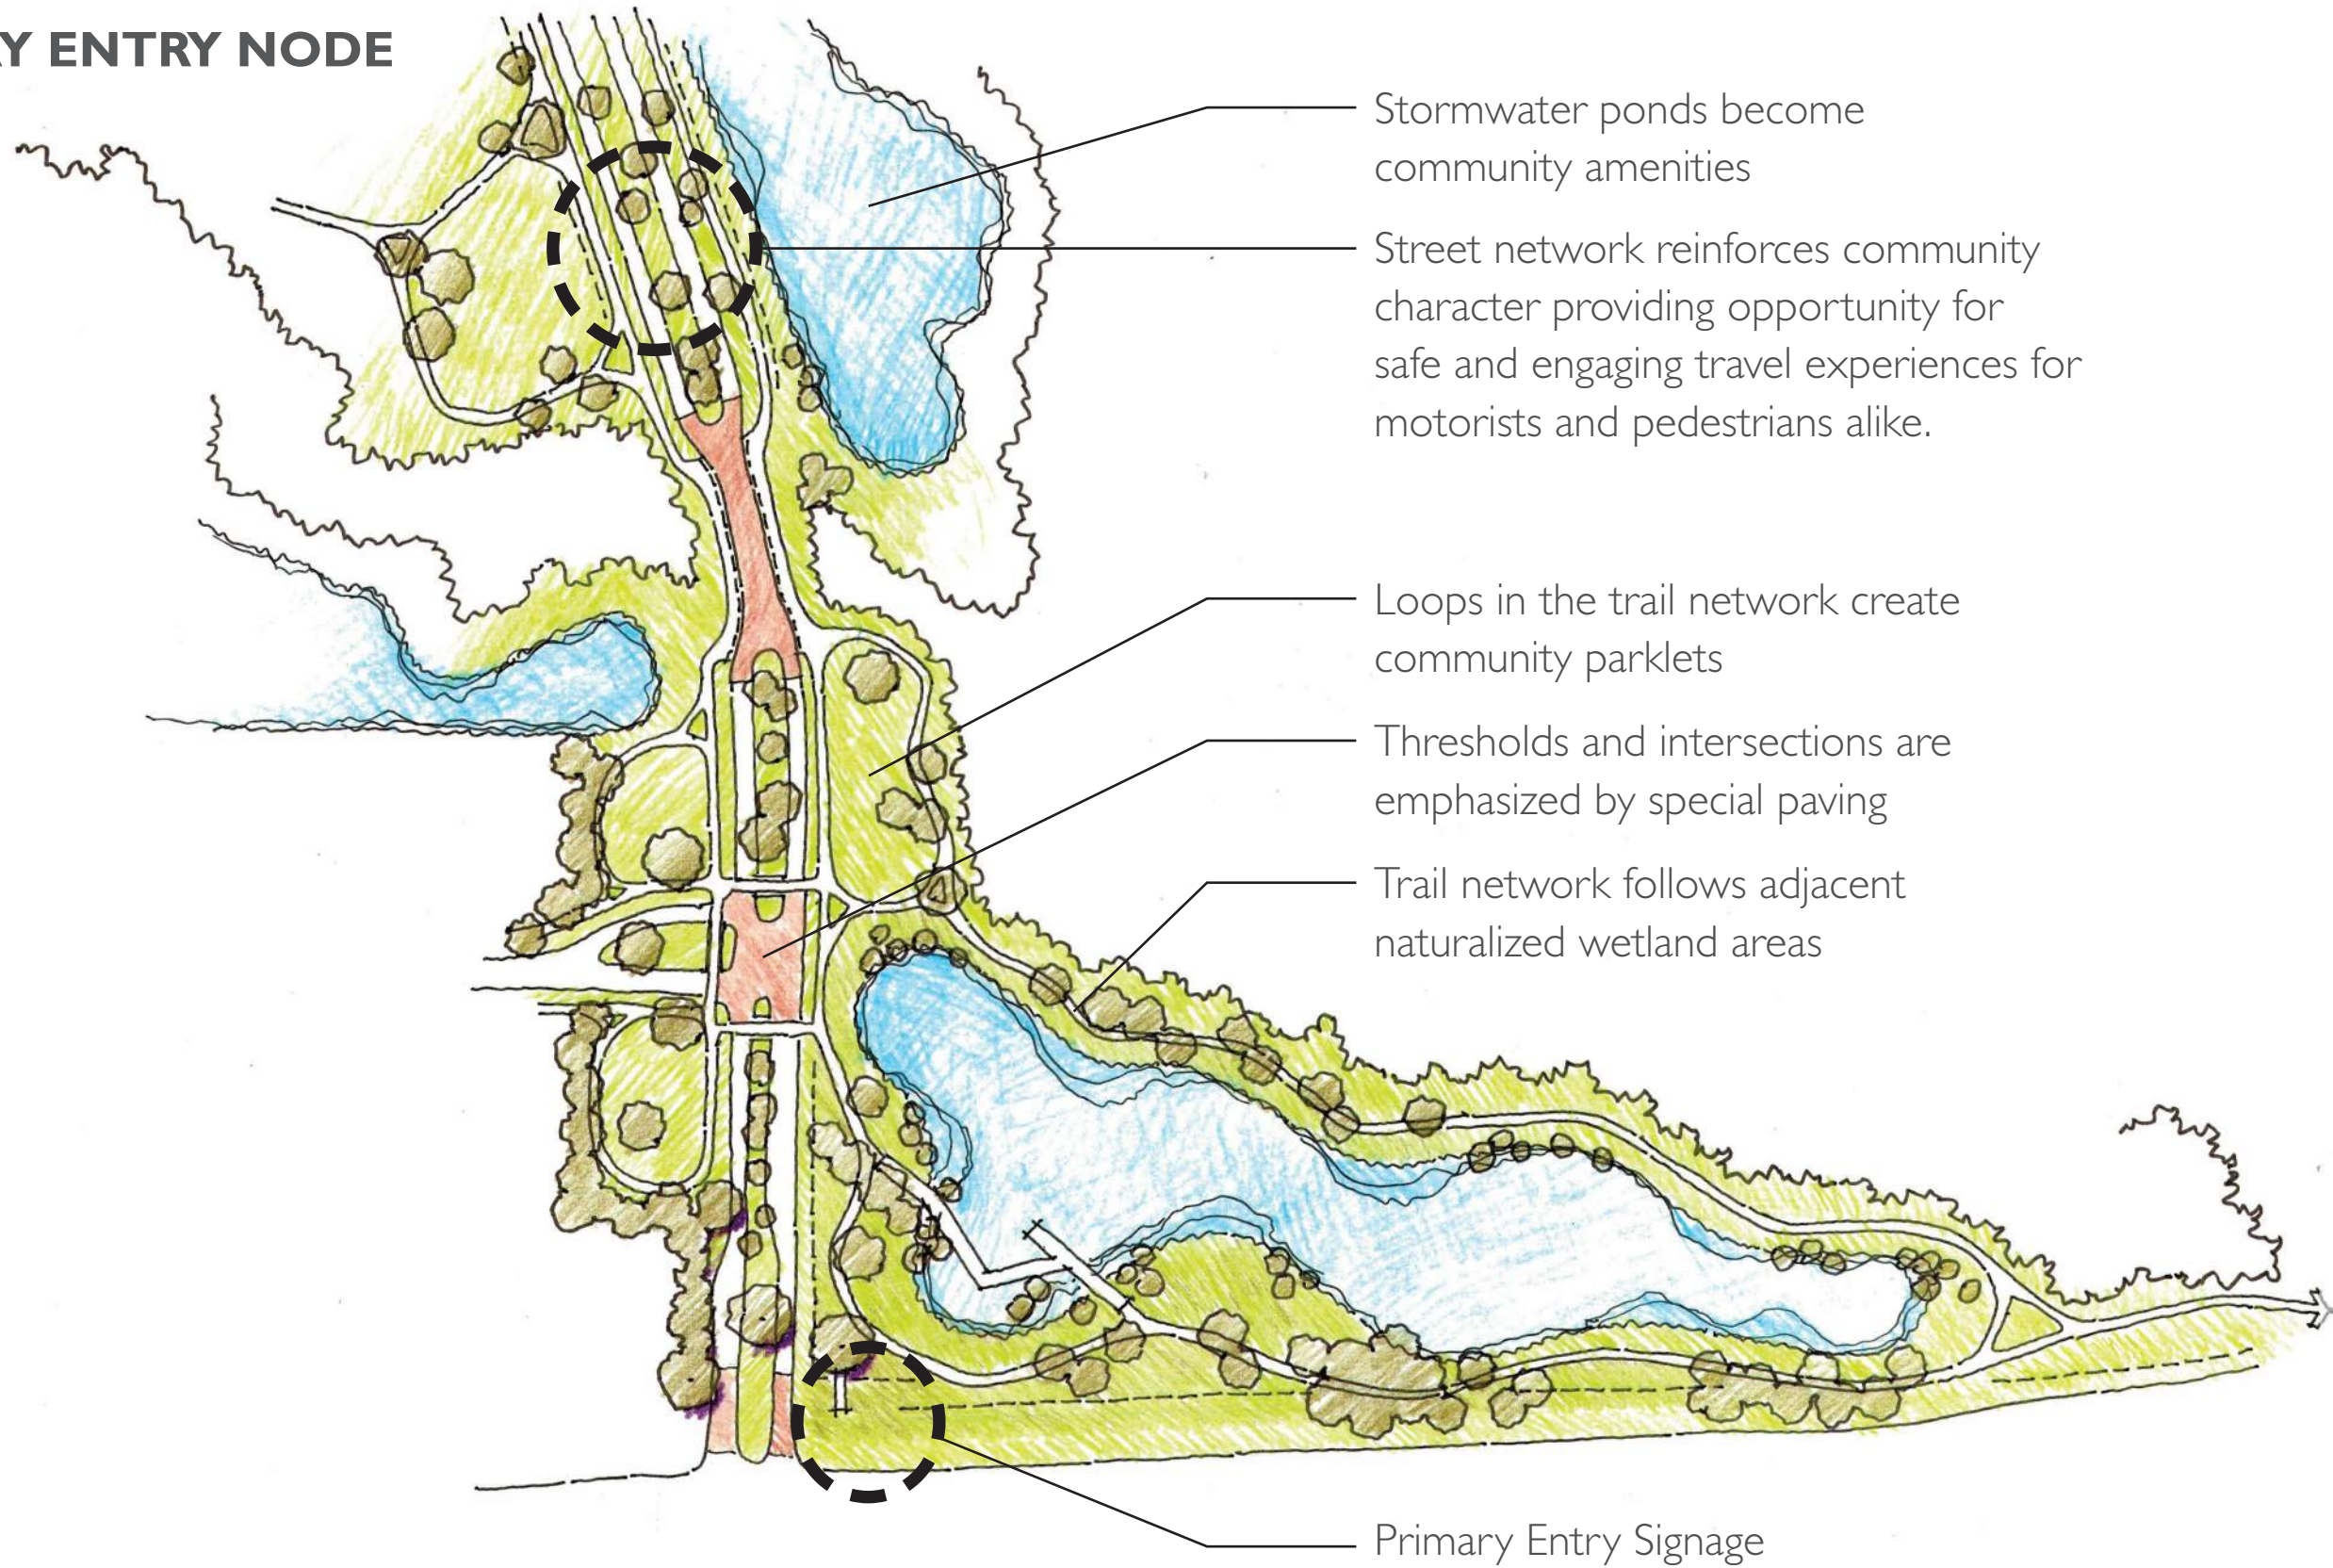 Y ENTRY NODE
Stormwater ponds become
community amenities
Street network reinforces community
character providing opportunity for
safe and engaging travel experiences for
motorists and pedestrians alike.
Loops in the trail network create
community parklets
Thresholds and intersections are
emphasized by special paving
Trail network follows adjacent
naturalized wetland areas
Primary Entry Signage